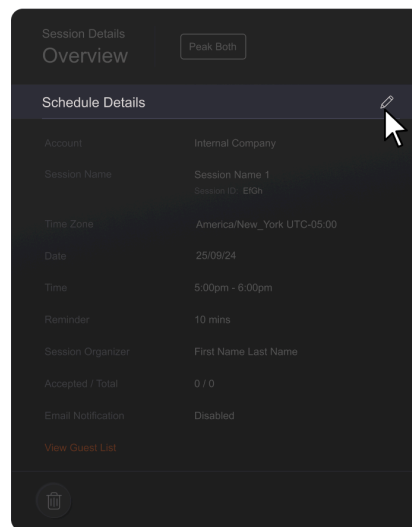 Session Details
Overview
Peak Both
Schedule Details
Account Internal Company
Session Name Session Name 1
Session ID: EfGh
Time Zone America/New_York UTC-05:00
Date 25/09/24
Time 5:00pm - 6:00pm
Reminder 10 mins
Session Organizer First Name Last Name
Accepted / Total 0 / 0
Email Notification Disabled
View Guest List